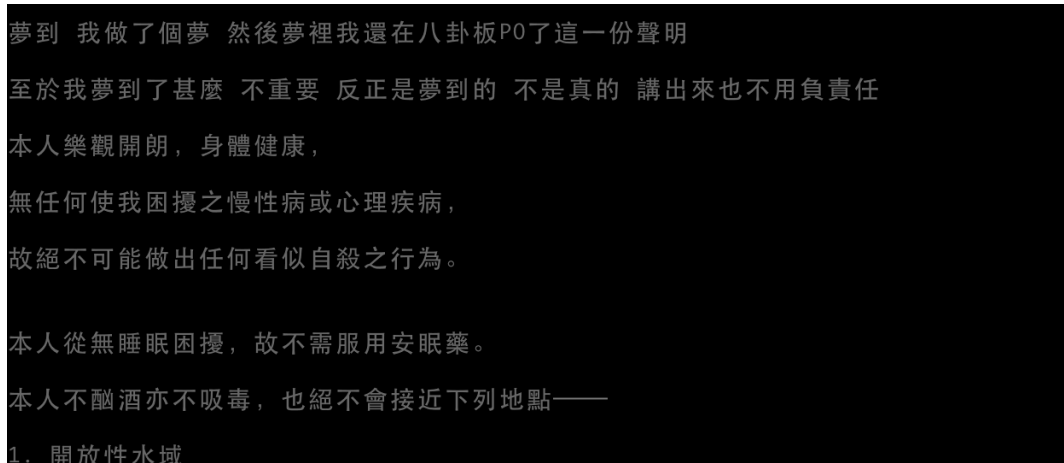 夢到 我做了個夢 然後夢裡我還在八卦板PO了這一份聲明
至於我夢到了甚麼 不重要 反正是夢到的 不是真的 講出來也不用負責任
本人樂觀開朗, 身體健康,
無任何使我困擾之慢性病或心理疾病,
故絕不可能做出任何看似自殺之行為。
本人從無睡眠困擾, 故不需服用安眠藥。
本人不酗酒亦不吸毒, 也絕不會接近下列地點——
1. 開放性水域